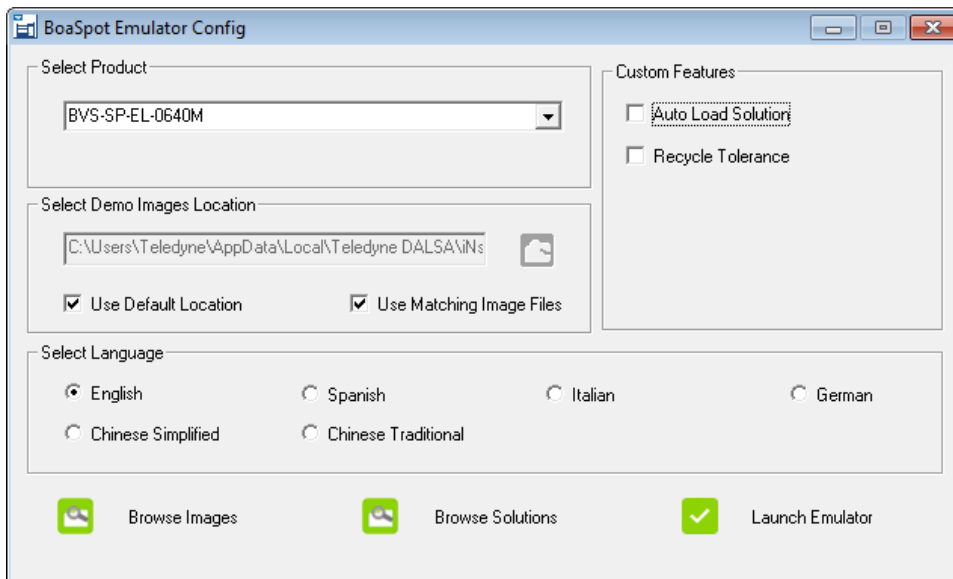 BoaSpot Emulator Config
Select Product
BVS-SP-EL-0640M
Custom Features
Auto Load Solution
Recycle Tolerance
Select Demo Images Location
C:\Users\Teledyne\AppData\Local\Teledyne DALSA\iNs
Use Default Location
Use Matching Image Files
Select Language
English Spanish Italian German
Chinese Simplified Chinese Traditional
Browse Images Browse Solutions Launch Emulator